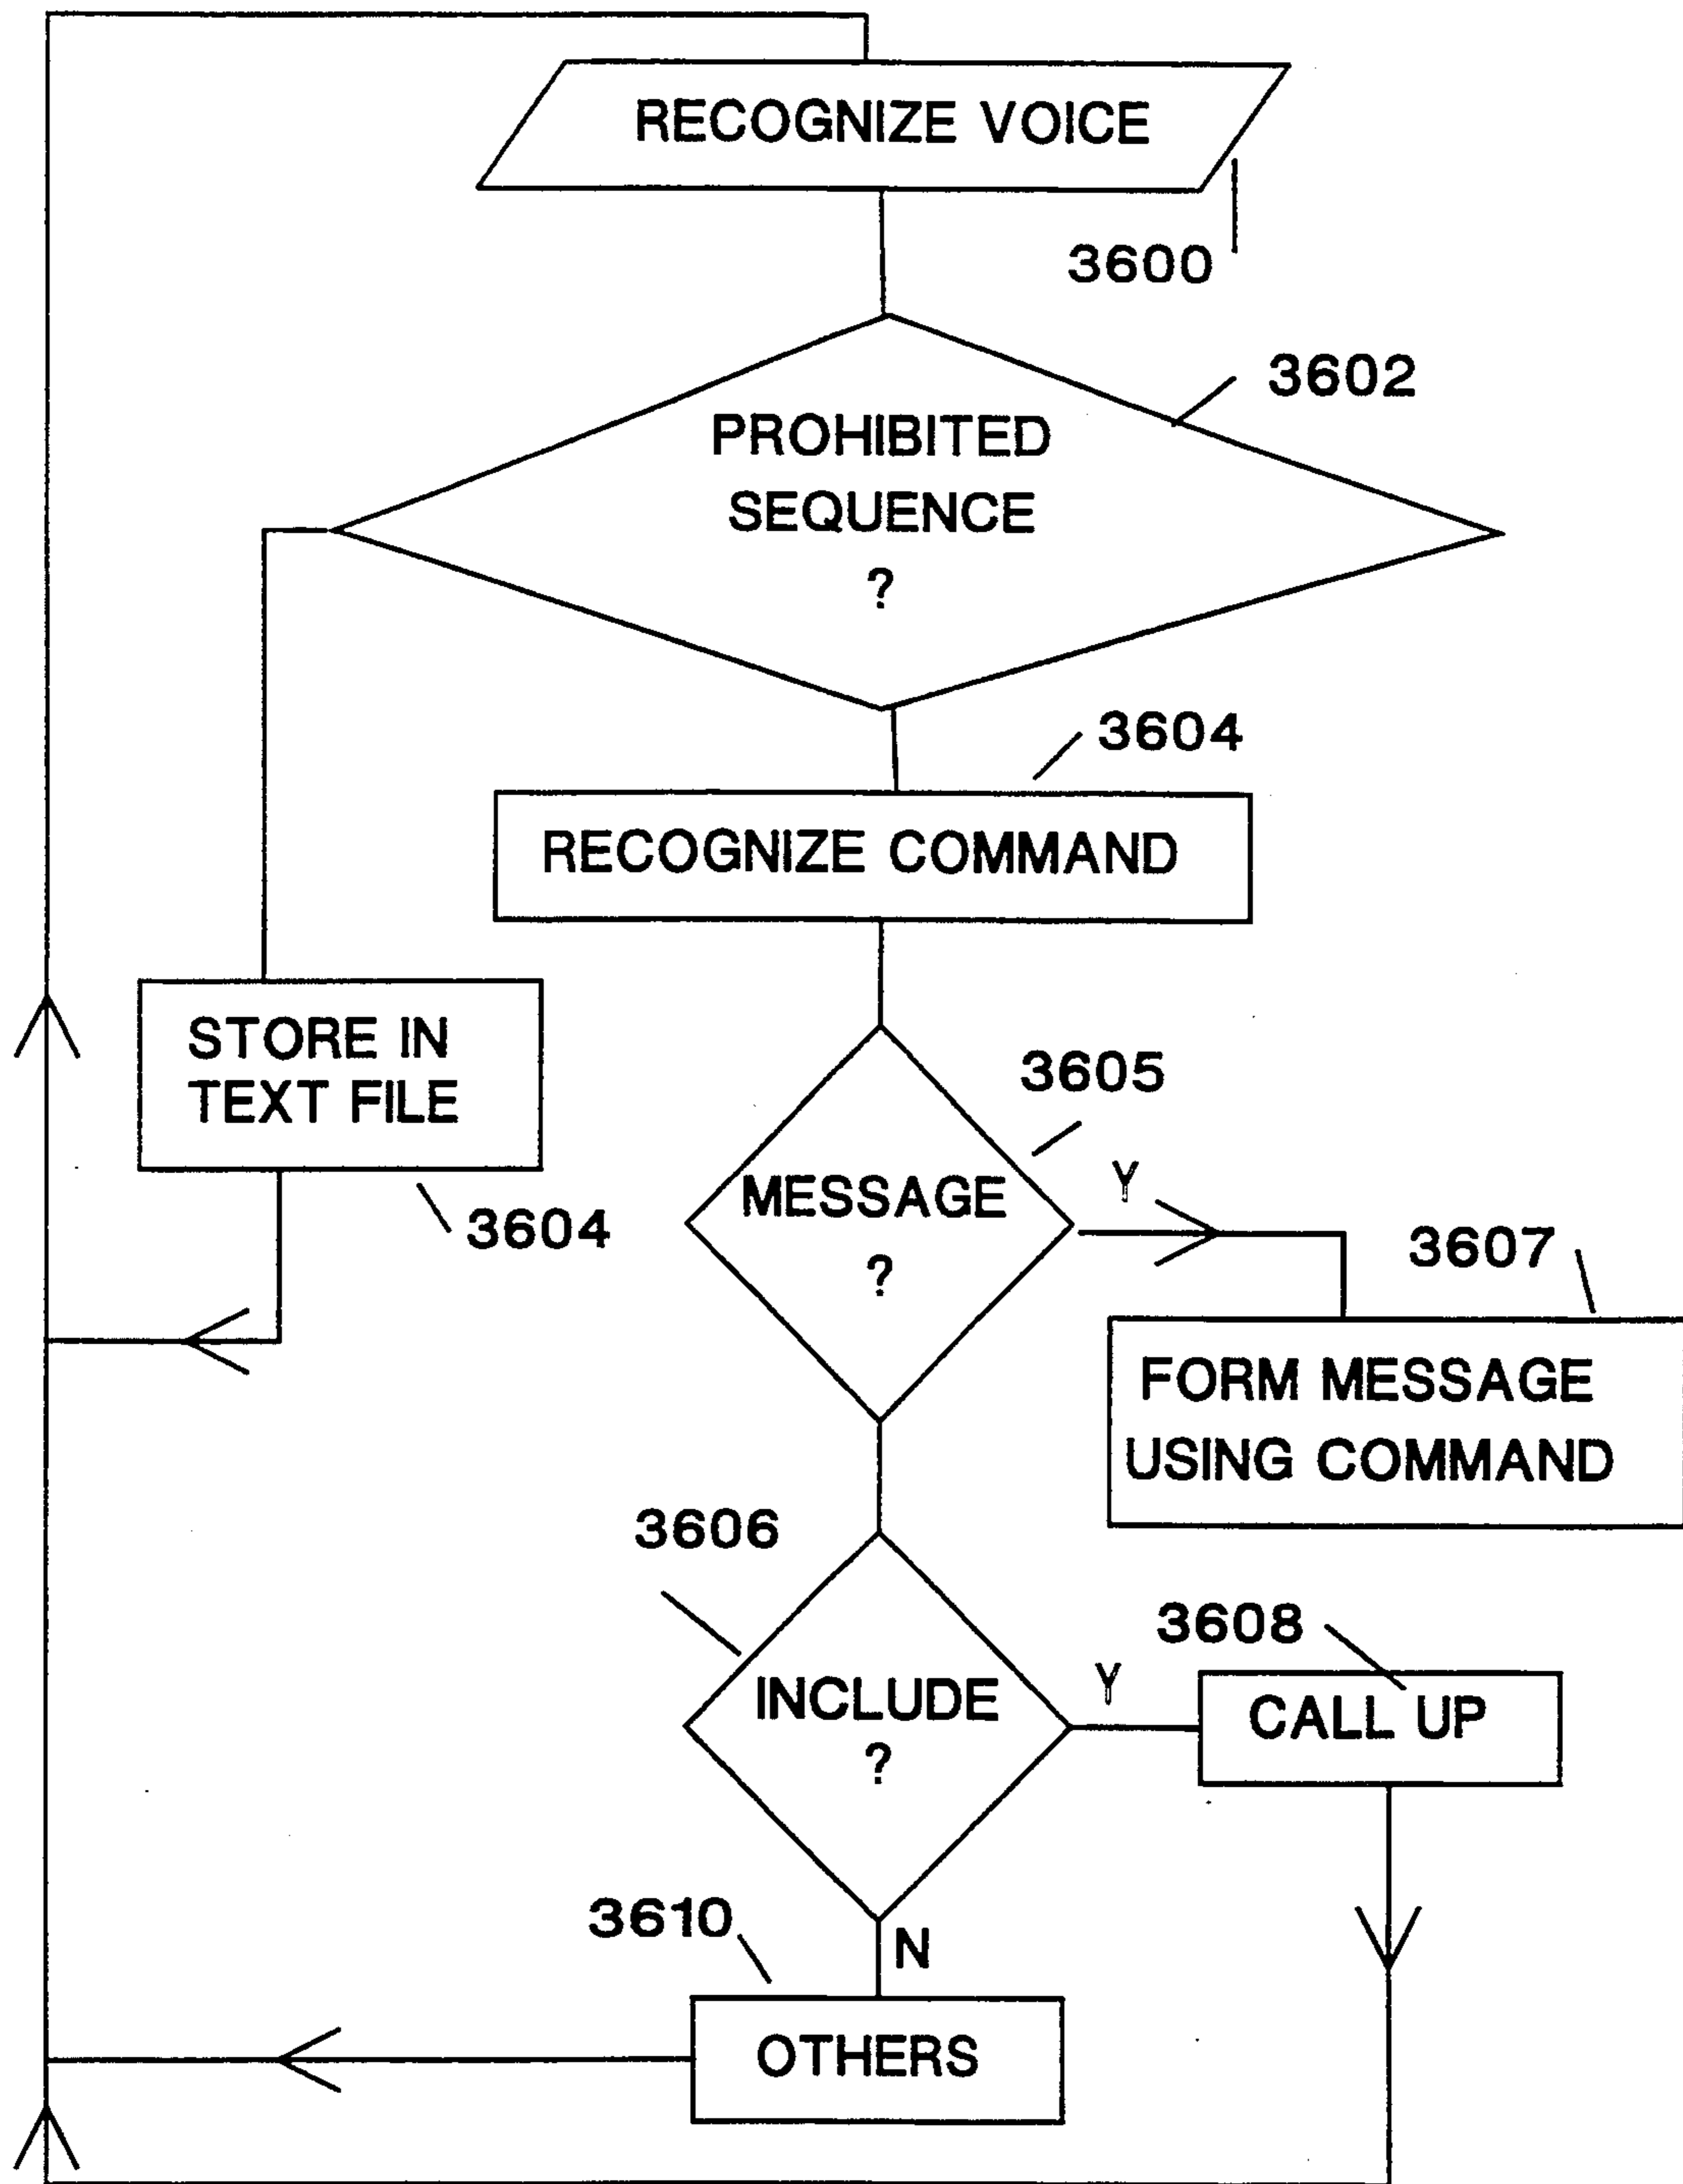 RECOGNIZE VOICE
3600
3602
PROHIBITED
SEQUENCE
?
3604
RECOGNIZE COMMAND
STORE IN
TEXT FILE
3604
3605
MESSAGE
?
Y
3607
FORM MESSAGE
USING COMMAND
3606
3608
INCLUDE
?
Y
CALL UP
3610
N
OTHERS